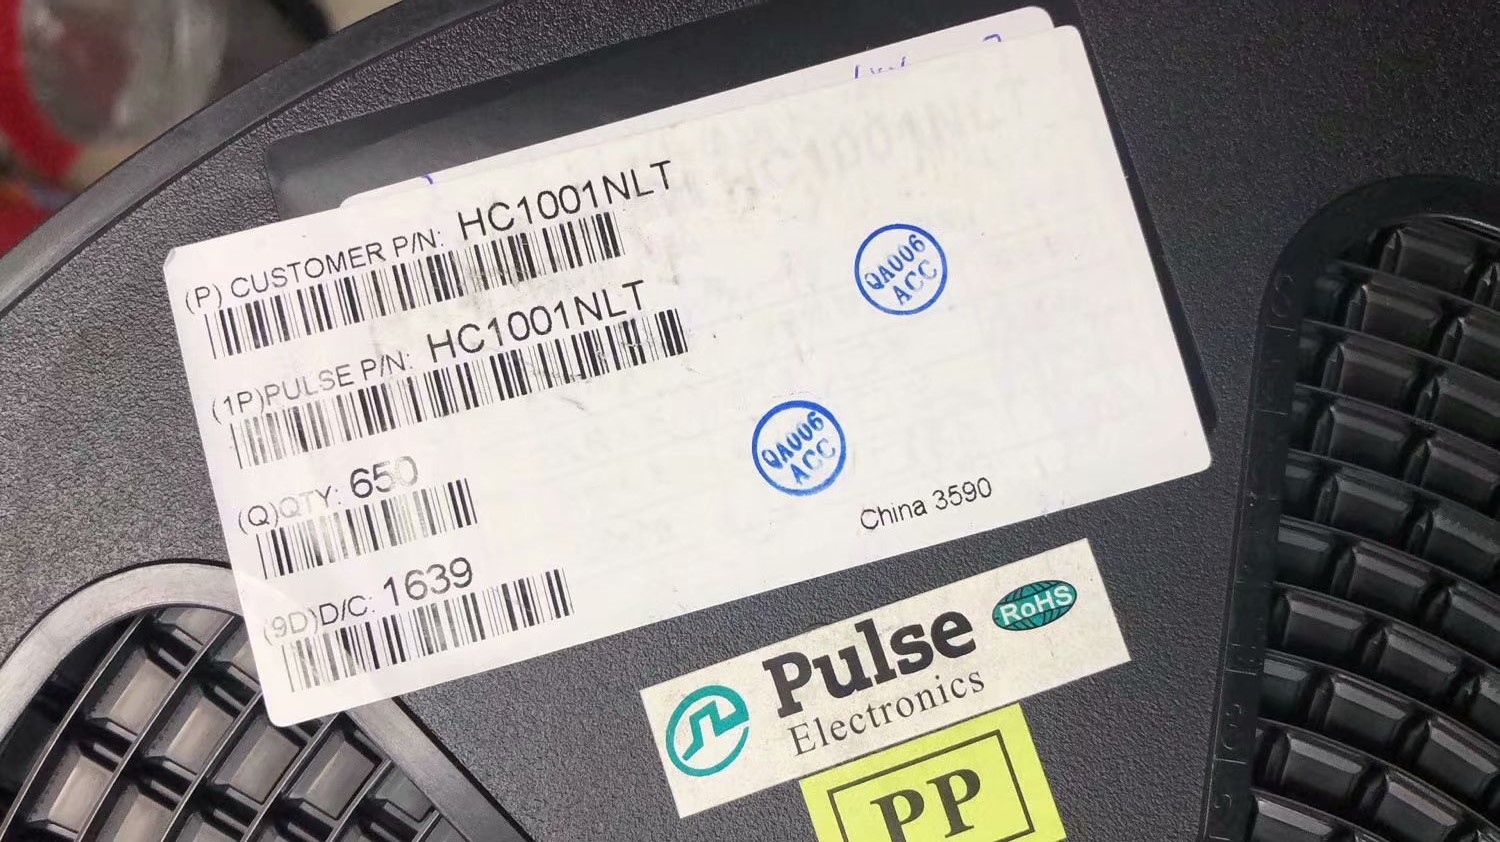 (P) CUSTOMER P/N: HC1001NLT
(1P)PULSE P/N: HC1001NLT
(Q)QTY: 650
(9D)D/C: 1639
QA006
ACC
QA006
ACC
China 3590
Pulse
Electronics
RoHS
PP